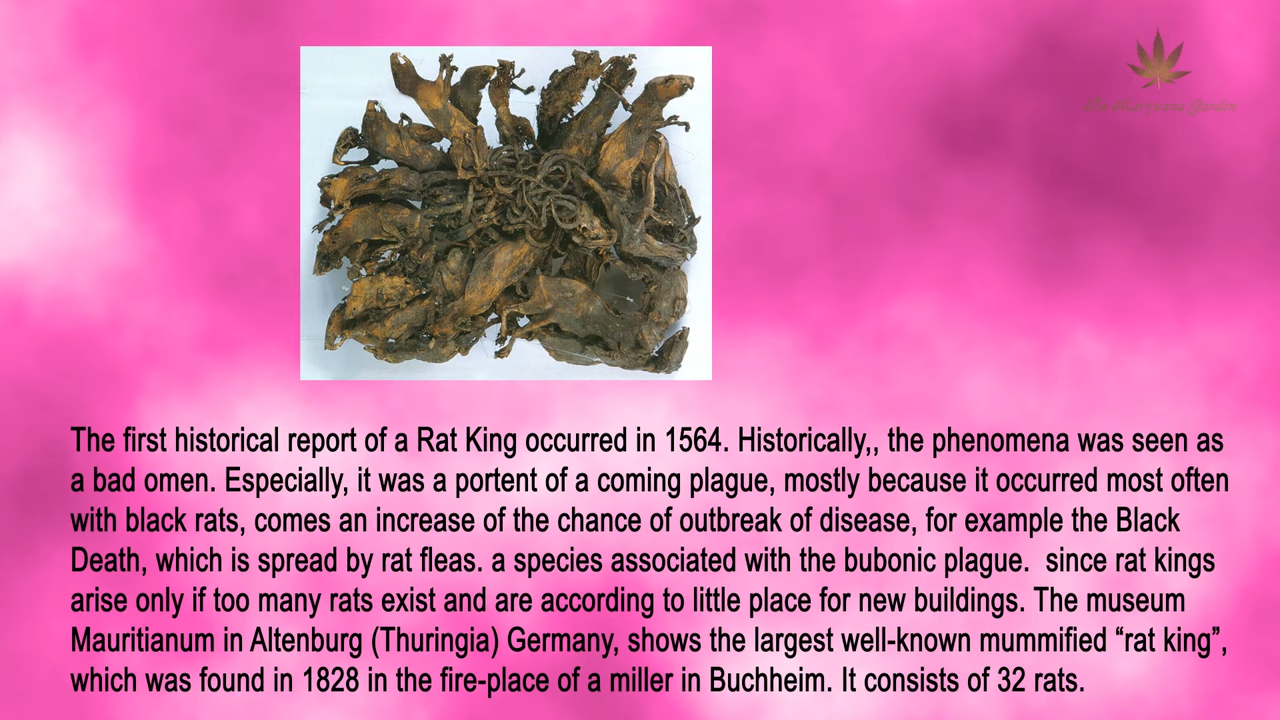 The Marijuana Garden
The first historical report of a Rat King occurred in 1564. Historically,, the phenomena was seen as
a bad omen. Especially, it was a portent of a coming plague, mostly because it occurred most often
with black rats, comes an increase of the chance of outbreak of disease, for example the Black
Death, which is spread by rat fleas. a species associated with the bubonic plague.  since rat kings
arise only if too many rats exist and are according to little place for new buildings. The museum
Mauritianum in Altenburg (Thuringia) Germany, shows the largest well-known mummified “rat king”,
which was found in 1828 in the fire-place of a miller in Buchheim. It consists of 32 rats.